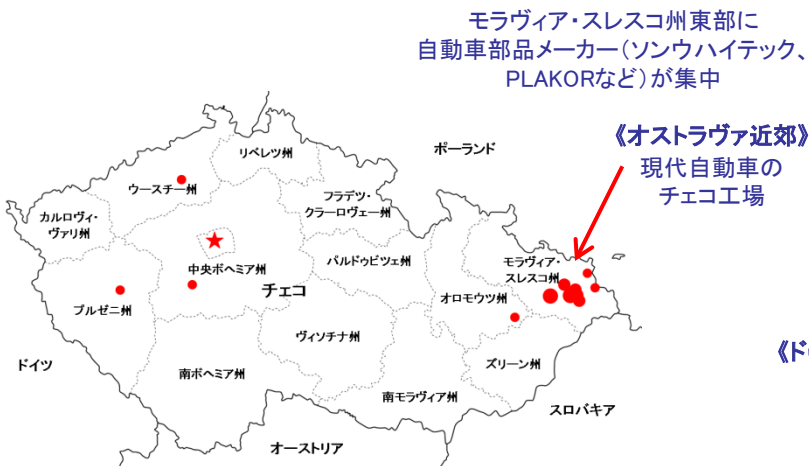 モラヴィア・スレスコ州東部に
自動車部品メーカー(ソンウハイテック、
PLAKORなど)が集中
《オストラヴァ近郊》
現代自動車の
チェコ工場
ポーランド
リベレツ州
ウースチー州
フラデツ・
クラーロヴェー州
カルロヴィ・
ヴァリ州
中央ボヘミア州
パルドゥビツェ州
モラヴィア・
スレスコ州
チェコ
オロモウツ州
プルゼニ州
ヴィソチナ州
ズリーン州
《ド
ドイツ
南ボヘミア州
南モラヴィア州
スロバキア
オーストリア